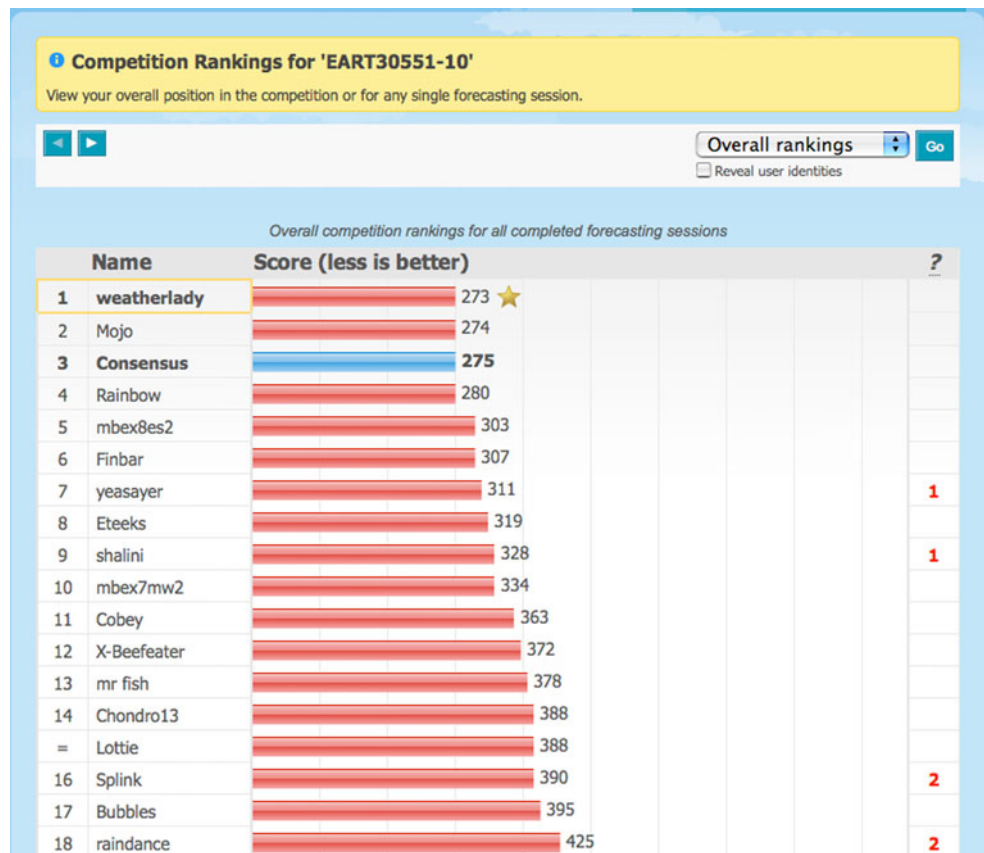 Competition Rankings for 'EART30551-10'
View your overall position in the competition or for any single forecasting session.
Overall rankings Go
Reveal user identities
Overall competition rankings for all completed forecasting sessions
Name Score (less is better) ?
1 weatherlady 273
2 Mojo 274
3 Consensus 275
4 Rainbow 280
5 mbex8es2 303
6 Finbar 307
7 yeasayer 311 1
8 Eteeks 319
9 shalini 328 1
10 mbex7mw2 334
11 Cobey 363
12 X-Beefeater 372
13 mr fish 378
14 Chondro13 388
= Lottie 388
16 Splink 390 2
17 Bubbles 395
18 raindance 425 2